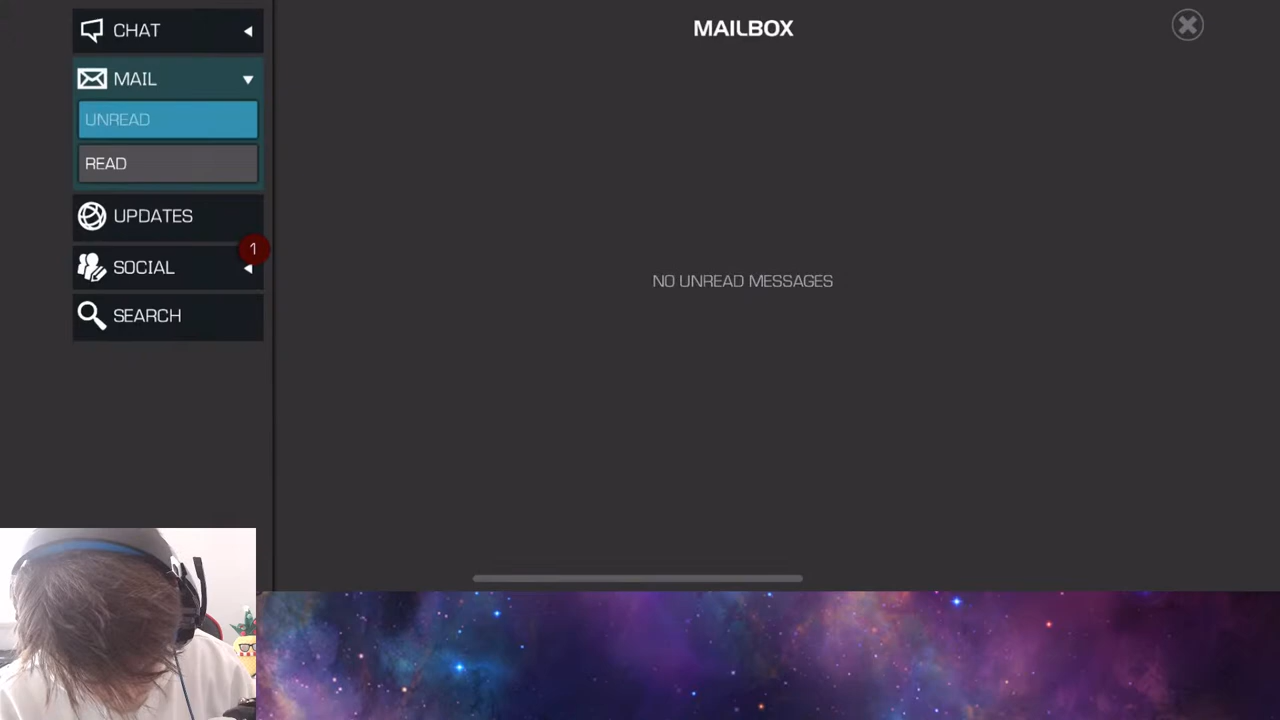 CHAT
MAIL
UNREAD
READ
UPDATES
1
SOCIAL
SEARCH
MAILBOX
NO UNREAD MESSAGES